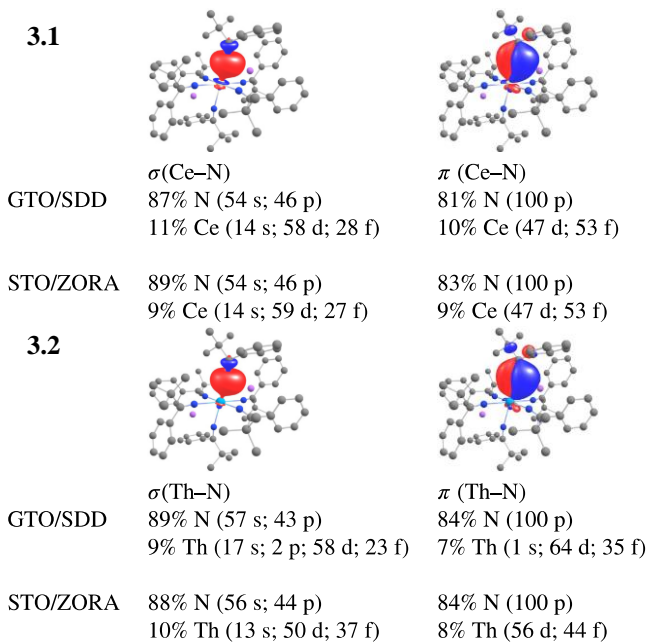 3.1
σ(Ce–N) π (Ce–N)
GTO/SDD 87% N (54 s; 46 p) 81% N (100 p)
11% Ce (14 s; 58 d; 28 f) 10% Ce (47 d; 53 f)
STO/ZORA 89% N (54 s; 46 p) 83% N (100 p)
9% Ce (14 s; 59 d; 27 f) 9% Ce (47 d; 53 f)
3.2
σ(Th–N) π (Th–N)
GTO/SDD 89% N (57 s; 43 p) 84% N (100 p)
9% Th (17 s; 2 p; 58 d; 23 f) 7% Th (1 s; 64 d; 35 f)
STO/ZORA 88% N (56 s; 44 p) 84% N (100 p)
10% Th (13 s; 50 d; 37 f) 8% Th (56 d; 44 f)